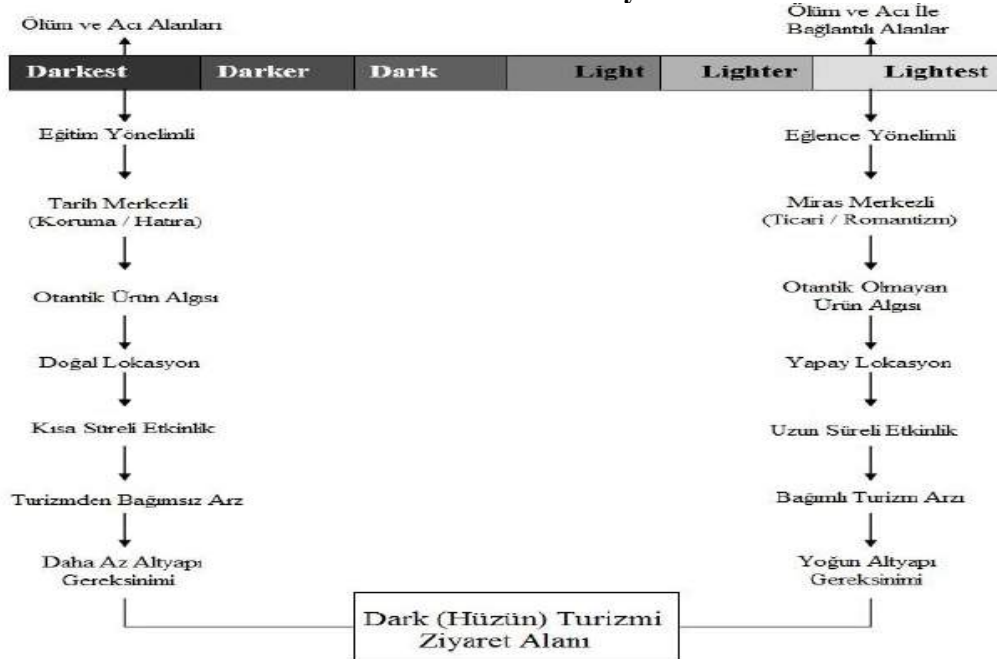 Ölüm ve Acı Alanları
Ölüm ve Acı İle
Bağlantılı Alanlar
Darkest Darker Dark Light Lighter Lightest
Eğitim Yönelimli
Eğlence Yönelimli
Tarih Merkezli
(Koruma / Hatıra)
Miras Merkezli
(Ticari / Romantizm)
Otantik Ürün Algısı
Otantik Olmayan
Ürün Algısı
Doğal Lokasyon
Yapay Lokasyon
Kısa Süreli Etkinlik
Uzun Süreli Etkinlik
Turizmden Bağımsız Arz
Bağımlı Turizm Arzı
Daha Az Altyapı
Gereksinimi
Yoğun Altyapı
Gereksinimi
Dark (Hüzün) Turizmi
Ziyaret Alanı